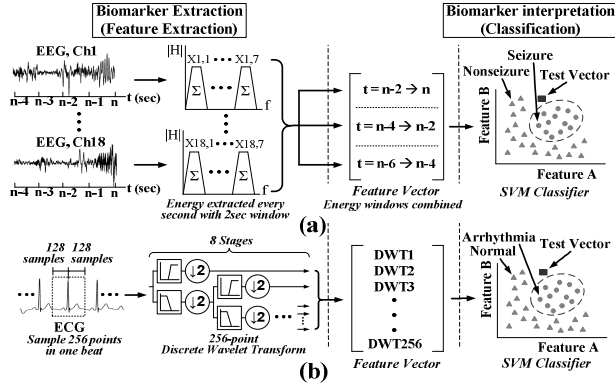 Biomarker Extraction
(Feature Extraction)
Biomarker interpretation
(Classification)
EEG, Ch1
n-4 n-3 n-2 n-1 n t (sec)
EEG, Ch18
n-4 n-3 n-2 n-1 n t (sec)
|H| X1,1 X1,7
Σ Σ
f
|H| X18,1 X18,7
Σ Σ
f
Energy extracted every
second with 2sec window
t = n-2 → n
t = n-4 → n-2
t = n-6 → n-4
Feature Vector
Energy windows combined
Seizure
Nonseizure Test Vector
Feature B
Feature A
SVM Classifier
(a)
128 128
samples samples
ECG
Sample 256 points
in one beat
8 Stages
↓2 ↓2
↓2 ↓2
256-point
Discrete Wavelet Transform
DWT1
DWT2
DWT3
DWT256
Feature Vector
Arrhythmia
Normal Test Vector
Feature B
Feature A
SVM Classifier
(b)